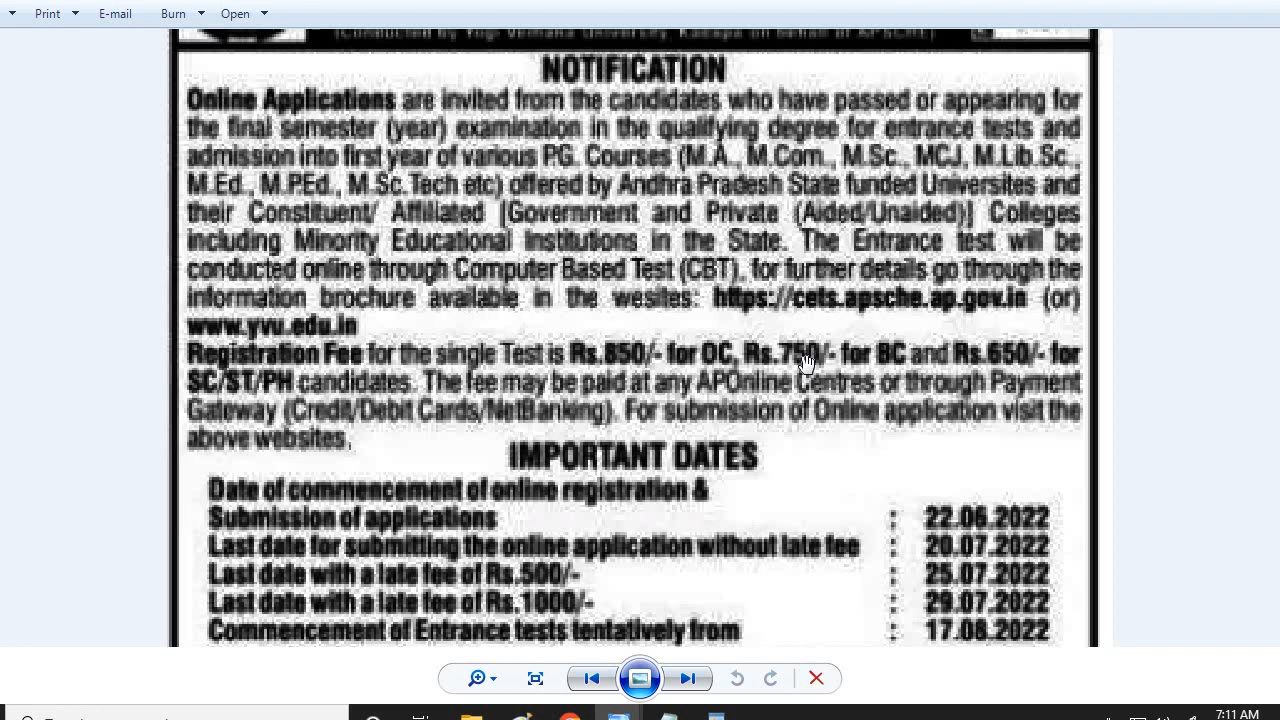 Print E-mail Burn Open
(Conducted by Yogi Vemana University, Kadapa on behalf of APSCHE)
NOTIFICATION
Online Applications are invited from the candidates who have passed or appearing for
the final semester (year) examination in the qualifying degree for entrance tests and
admission into first year of various PG. Courses (M.A., M.Com., M.Sc., MCJ, M.Lib.Sc.,
M.Ed., M.PEd., M.Sc.Tech etc) offered by Andhra Pradesh State funded Universites and
their Constituent/ Affiliated [Government and Private (Aided/Unaided)] Colleges
including Minority Educational Institutions in the State. The Entrance test will be
conducted online through Computer Based Test (CBT), for further details go through the
information brochure available in the wesites: https://cets.apsche.ap.gov.in (or)
www.yvu.edu.in
Registration Fee for the single Test is Rs.850/- for OC, Rs.750/- for BC and Rs.650/- for
SC/ST/PH candidates. The fee may be paid at any APOnline Centres or through Payment
Gateway (Credit/Debit Cards/NetBanking). For submission of Online application visit the
above websites.
IMPORTANT DATES
Date of commencement of online registration &
Submission of applications : 22.06.2022
Last date for submitting the online application without late fee : 20.07.2022
Last date with a late fee of Rs.500/- : 25.07.2022
Last date with a late fee of Rs.1000/- : 29.07.2022
Commencement of Entrance tests tentatively from : 17.08.2022
7:11 AM